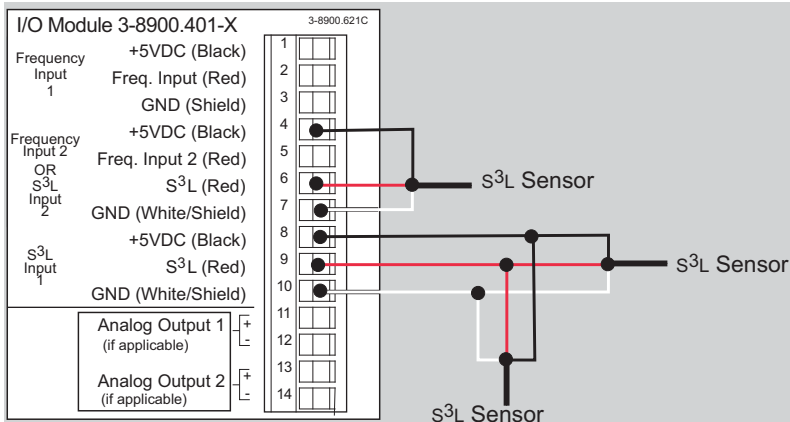 I/O Module 3-8900.401-X
3-8900.621C
Frequency
Input
1
+5VDC (Black)
Freq. Input (Red)
GND (Shield)
Frequency
Input 2
OR
S³L
Input
2
+5VDC (Black)
Freq. Input 2 (Red)
S³L (Red)
GND (White/Shield)
S³L
Input
1
+5VDC (Black)
S³L (Red)
GND (White/Shield)
Analog Output 1
(if applicable)
+
-
Analog Output 2
(if applicable)
+
-
1
2
3
4
5
6
7
8
9
10
11
12
13
14
S³L Sensor
S³L Sensor
S³L Sensor